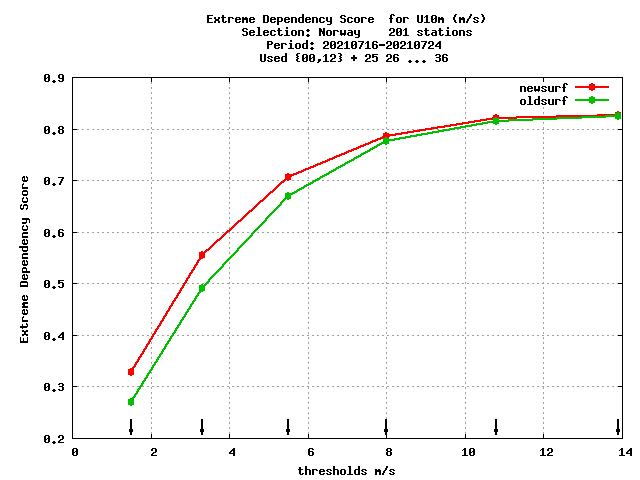 Extreme Dependency Score  for U10m (m/s)
Selection: Norway    201 stations
Period: 20210716-20210724
Used {00,12} + 25 26 ... 36
0.9
0.8
0.7
0.6
0.5
0.4
0.3
0.2
Extreme Dependency Score
newsurf
oldsurf
0 2 4 6 8 10 12 14
thresholds m/s